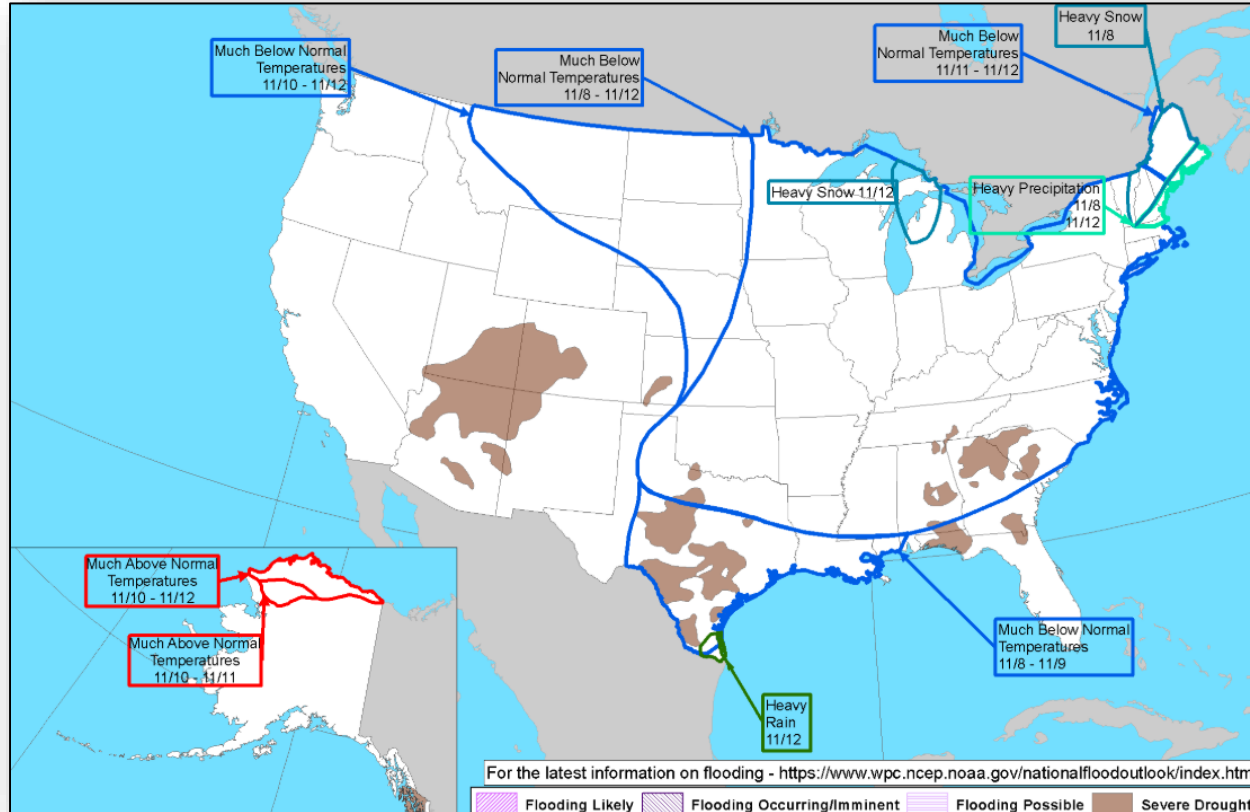 Heavy Snow
11/8
Much Below Normal
Temperatures
11/10 - 11/12
Much Below
Normal Temperatures
11/8 - 11/12
Much Below
Normal Temperatures
11/11 - 11/12
Heavy Snow 11/12
Heavy Precipitation
11/8
11/12
Much Above Normal
Temperatures
11/10 - 11/12
Much Above Normal
Temperatures
11/10 - 11/11
Much Below Normal
Temperatures
11/8 - 11/9
Heavy
Rain
11/12
For the latest information on flooding - https://www.wpc.ncep.noaa.gov/nationalfloodoutlook/index.htm
Flooding Likely Flooding Occurring/Imminent Flooding Possible Severe Drought